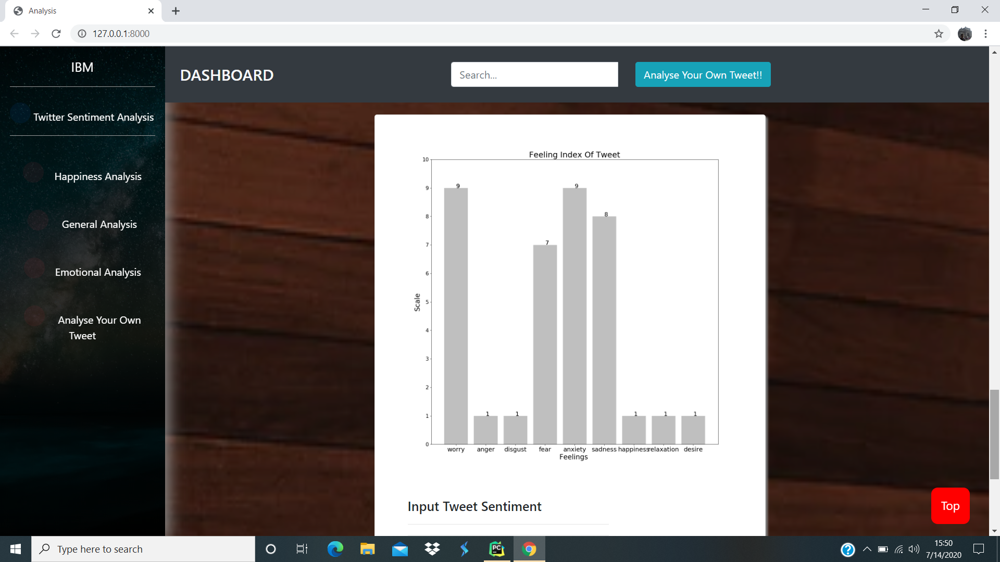 Analysis
127.0.0.1:8000
IBM
DASHBOARD
Search...
Analyse Your Own Tweet!!
Twitter Sentiment Analysis
Happiness Analysis
General Analysis
Emotional Analysis
Analyse Your Own
Tweet
Feeling Index Of Tweet
10
9
8
7
6
5
4
3
2
1
0
Scale
9
1
1
7
9
8
1
1
1
worry anger disgust fear anxiety sadness happiness relaxation desire
Feelings
Input Tweet Sentiment
Top
Type here to search
PC
15:50
7/14/2020